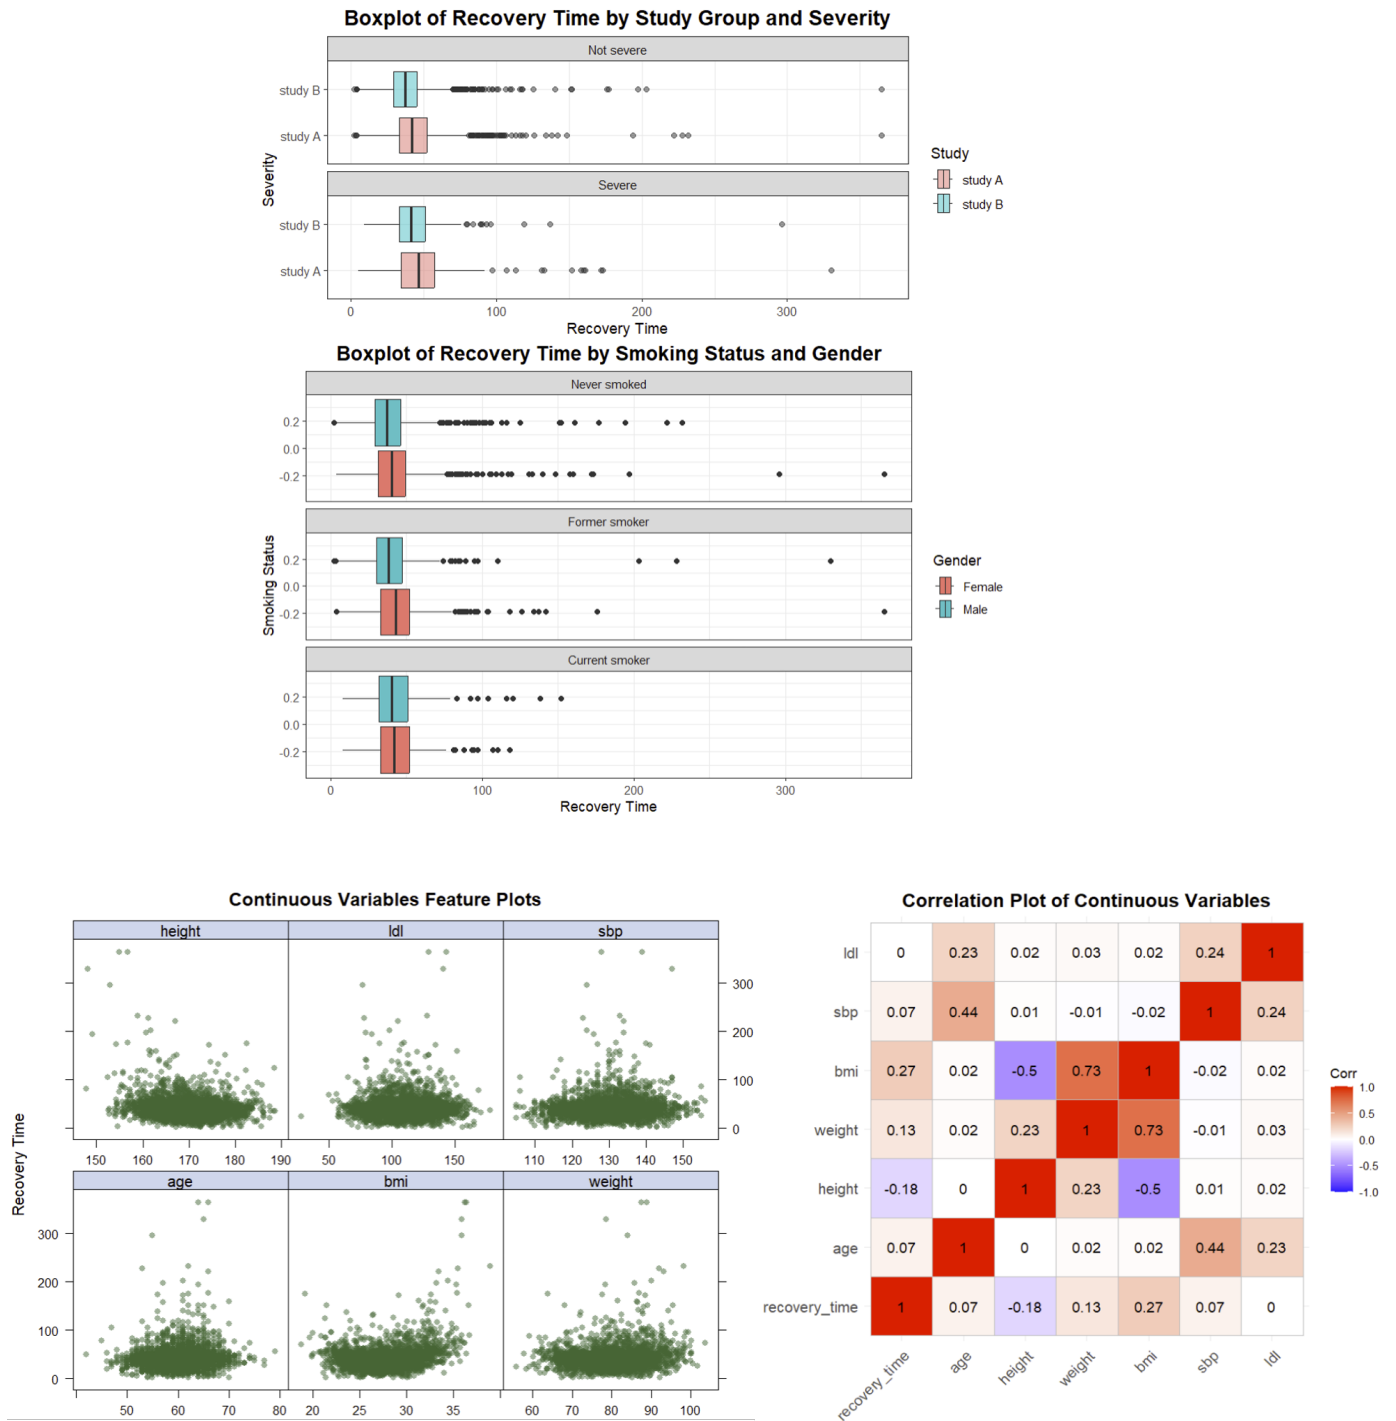 Boxplot of Recovery Time by Study Group and Severity
Not severe
study B
study A
Severe
study B
study A
Severity
0 100 200 300
Recovery Time
Study
study A
study B
Boxplot of Recovery Time by Smoking Status and Gender
Never smoked
0.2
0.0
-0.2
Former smoker
0.2
0.0
-0.2
Current smoker
0.2
0.0
-0.2
Smoking Status
0 100 200 300
Recovery Time
Gender
Female
Male
Continuous Variables Feature Plots
height ldl sbp
300
200
100
0
150 160 170 180 190 50 100 150 110 120 130 140 150
age bmi weight
300
200
100
0
50 60 70 80 20 25 30 35 60 70 80 90 100
Recovery Time
Correlation Plot of Continuous Variables
ldl 0 0.23 0.02 0.03 0.02 0.24 1
sbp 0.07 0.44 0.01 -0.01 -0.02 1 0.24
bmi 0.27 0.02 -0.5 0.73 1 -0.02 0.02
weight 0.13 0.02 0.23 1 0.73 -0.01 0.03
height -0.18 0 1 0.23 -0.5 0.01 0.02
age 0.07 1 0 0.02 0.02 0.44 0.23
recovery_time 1 0.07 -0.18 0.13 0.27 0.07 0
recovery_time age height weight bmi sbp ldl
Corr
1.0
0.5
0.0
-0.5
-1.0